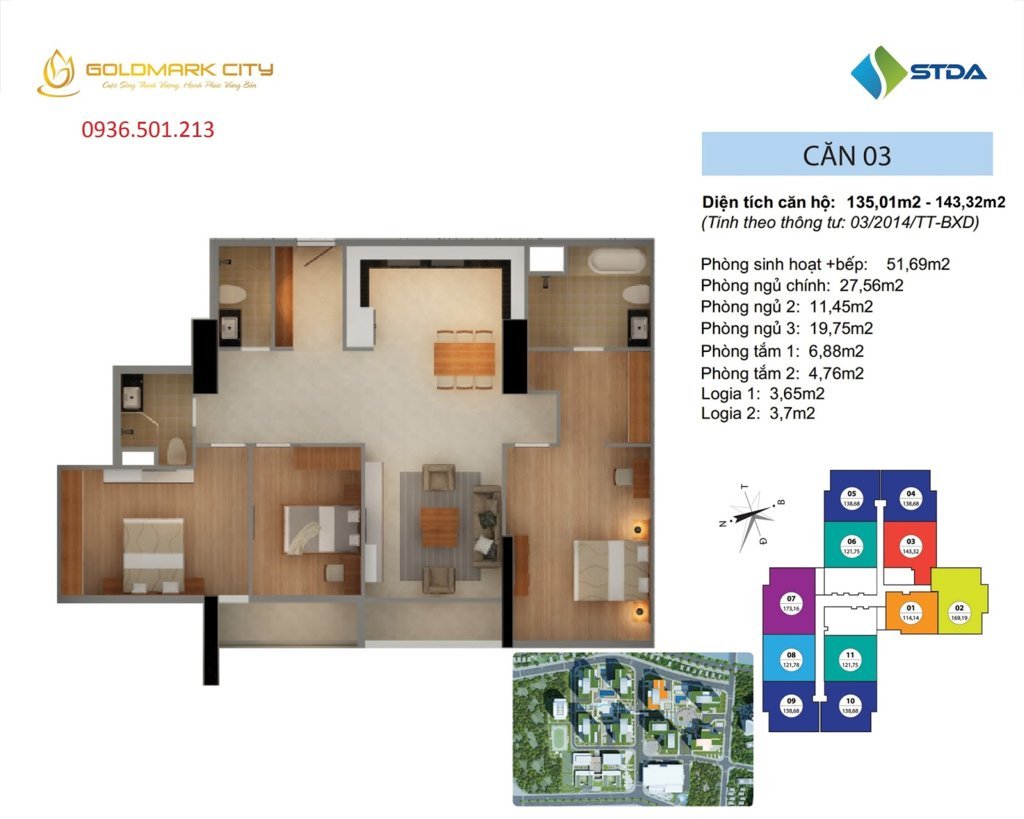 GOLDMARK CITY
Cuộc Sống Thịnh Vượng, Hạnh Phúc Vững Bền
STDA
0936.501.213
CĂN 03
Diện tích căn hộ: 135,01m2 - 143,32m2
(Tính theo thông tư: 03/2014/TT-BXD)
Phòng sinh hoạt +bếp: 51,69m2
Phòng ngủ chính: 27,56m2
Phòng ngủ 2: 11,45m2
Phòng ngủ 3: 19,75m2
Phòng tắm 1: 6,88m2
Phòng tắm 2: 4,76m2
Logia 1: 3,65m2
Logia 2: 3,7m2
T
B
N
Đ
05
138,68
04
138,68
06
121,75
03
143,32
07
173,16
01
114,14
02
169,19
08
121,78
11
121,75
09
138,68
10
138,68